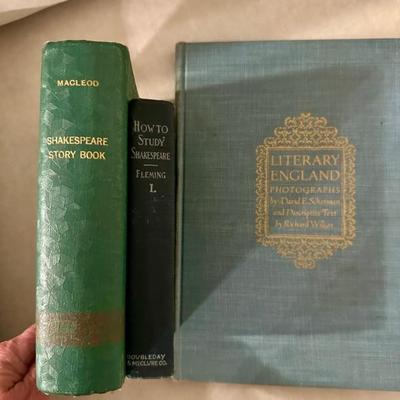 MACLEOD
SHAKESPEARE
STORY BOOK
HOW TO
STUDY
SHAKESPEARE
FLEMING
I.
DOUBLEDAY
& MCCLURE CO.
LITERARY
ENGLAND
PHOTOGRAPHS
by David E. Scherman
and Descriptive Text
by Richard Wilcox